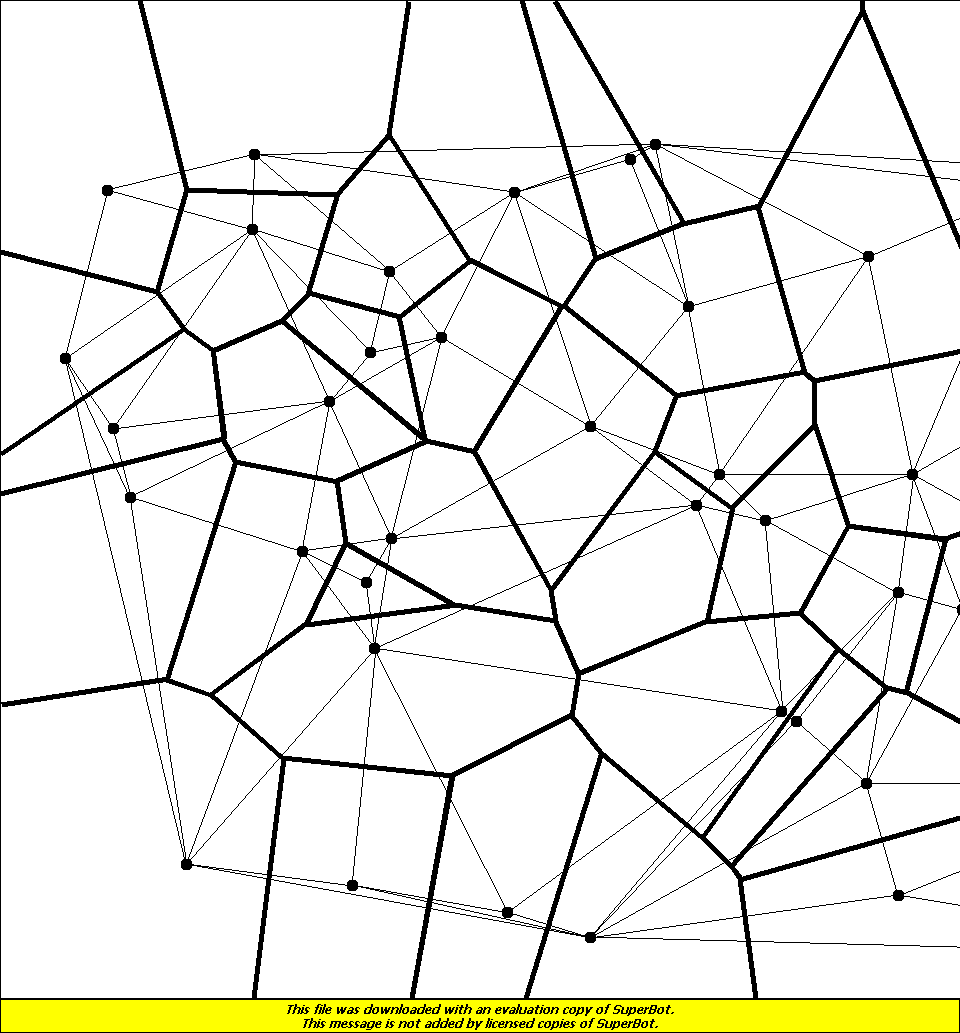 This file was downloaded with an evaluation copy of SuperBot.
This message is not added by licensed copies of SuperBot.